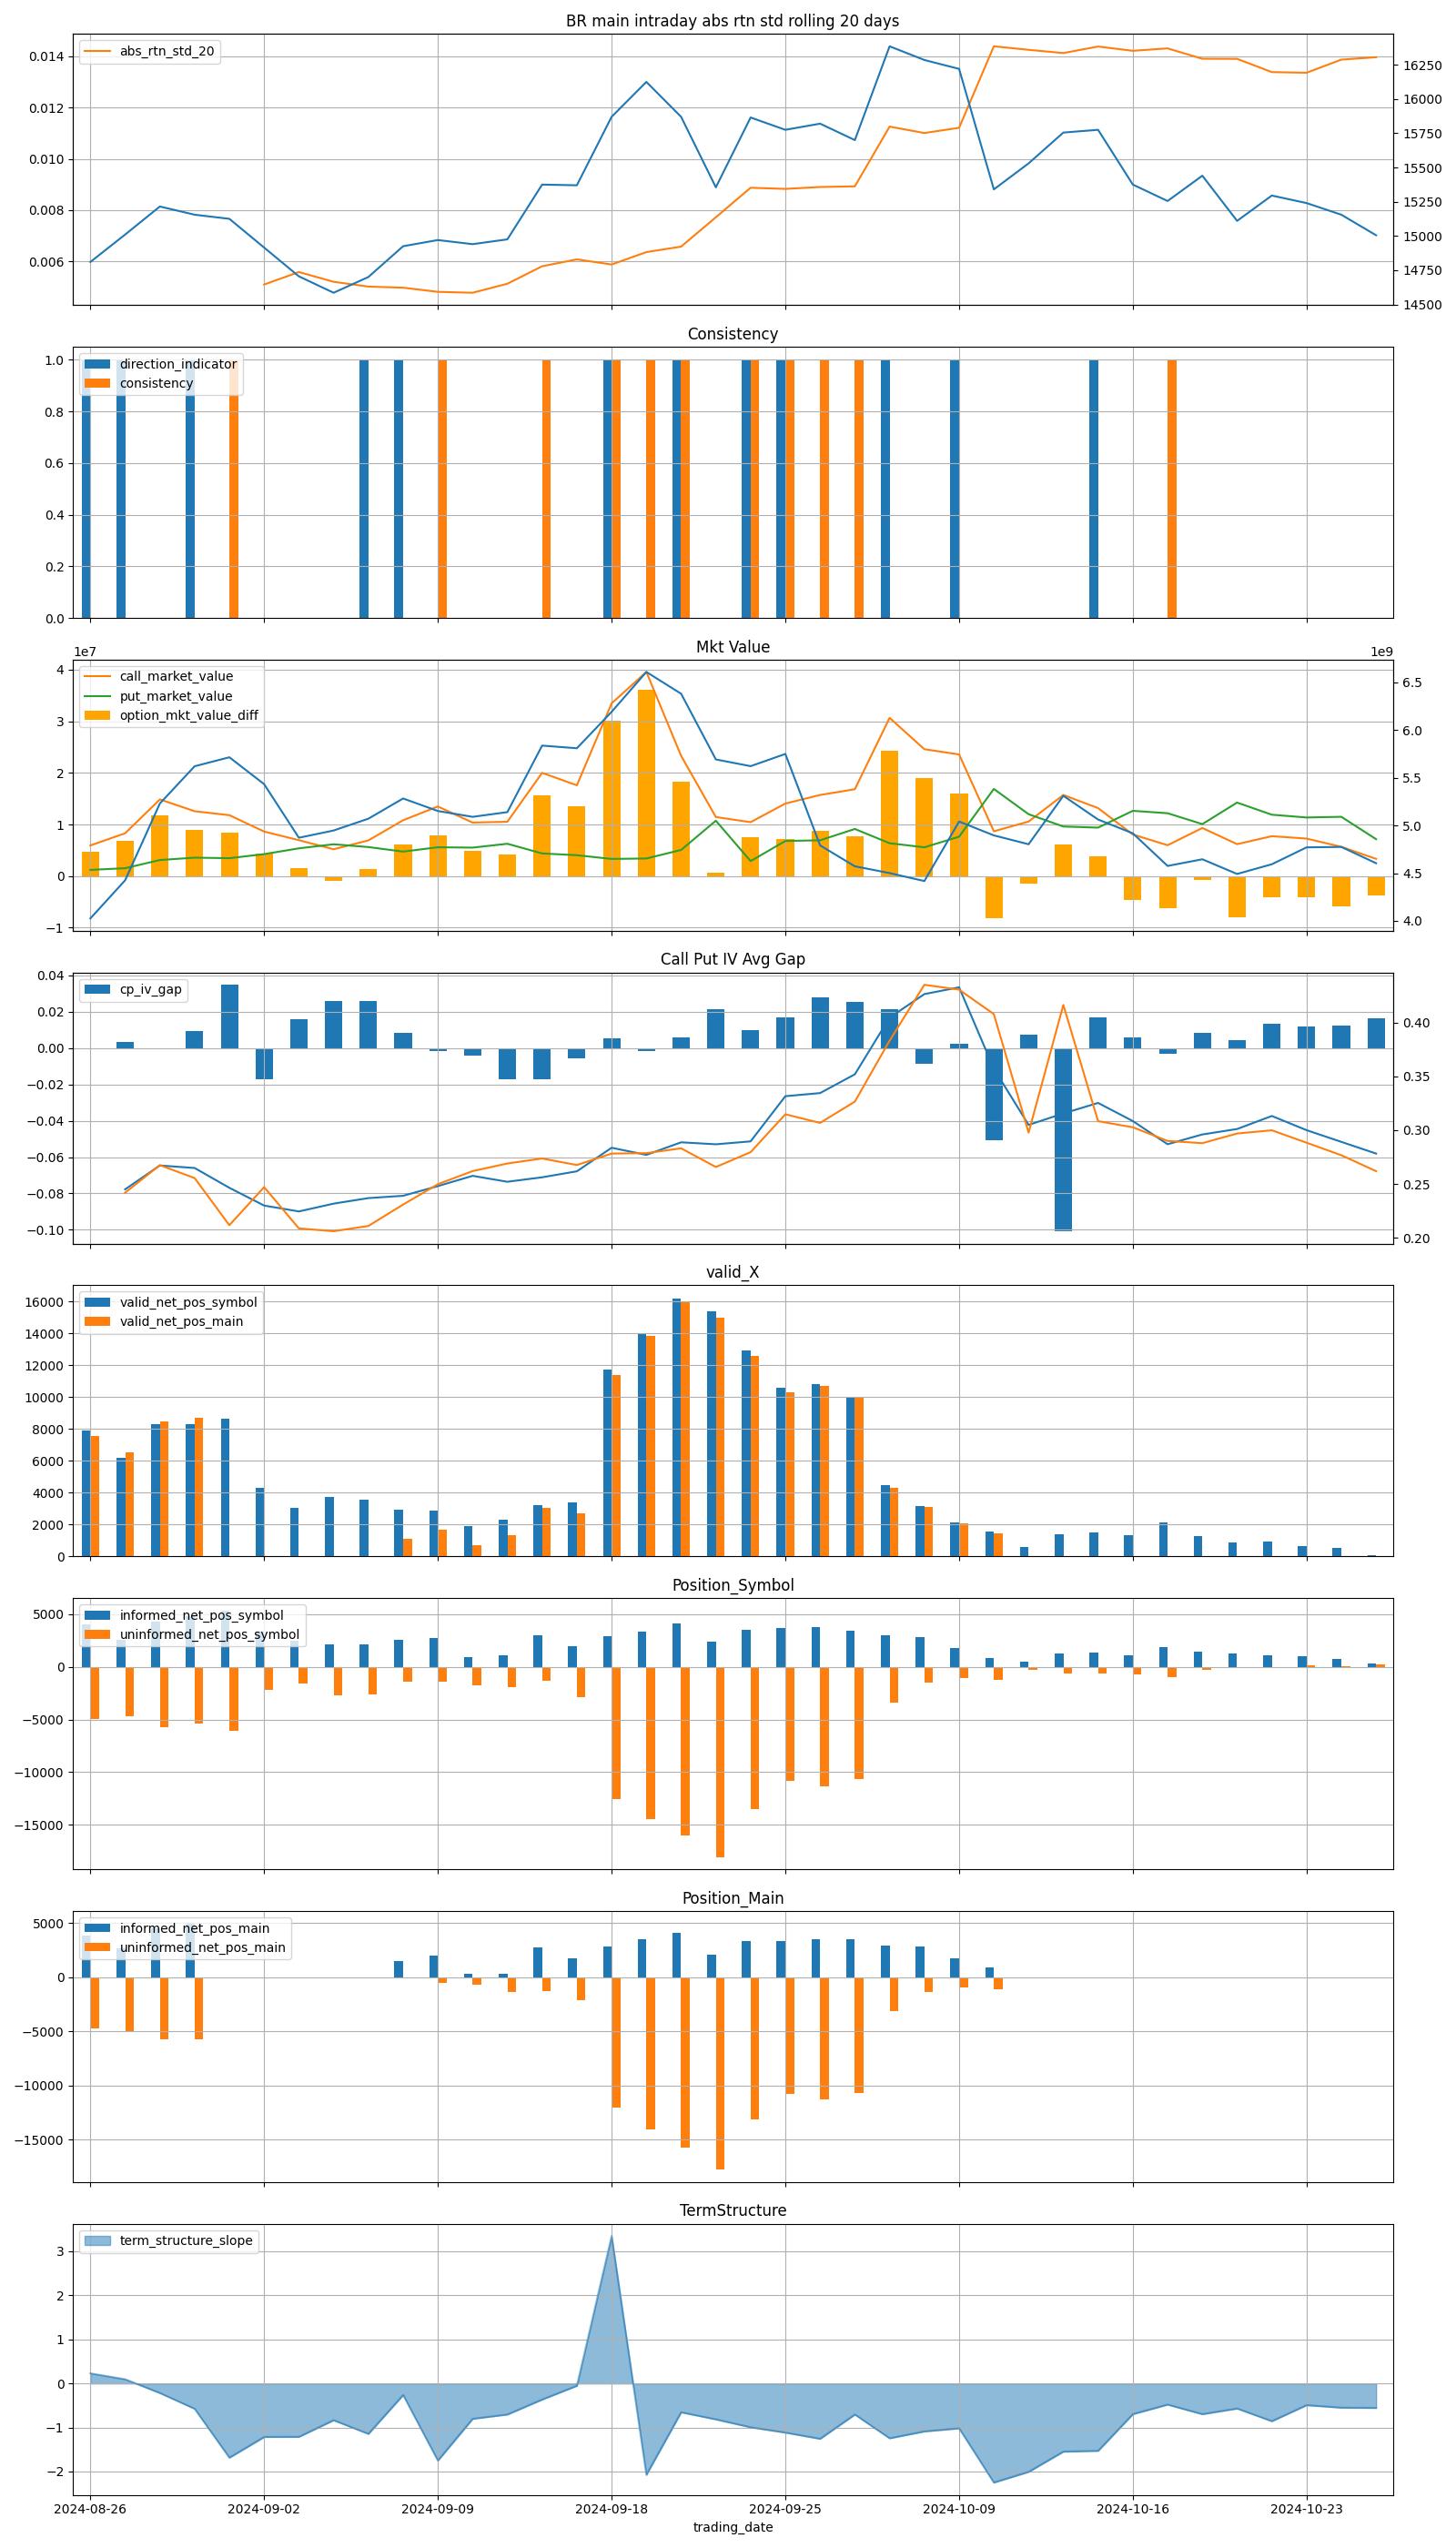 BR main intraday abs rtn std rolling 20 days
abs_rtn_std_20
0.014
0.012
0.010
0.008
0.006
16250
16000
15750
15500
15250
15000
14750
14500
Consistency
direction_indicator
consistency
1.0
0.8
0.6
0.4
0.2
0.0
Mkt Value
1e7
1e9
call_market_value
put_market_value
option_mkt_value_diff
4
3
2
1
0
−1
6.5
6.0
5.5
5.0
4.5
4.0
Call Put IV Avg Gap
cp_iv_gap
0.04
0.02
0.00
−0.02
−0.04
−0.06
−0.08
−0.10
0.40
0.35
0.30
0.25
0.20
valid_X
valid_net_pos_symbol
valid_net_pos_main
16000
14000
12000
10000
8000
6000
4000
2000
0
Position_Symbol
informed_net_pos_symbol
uninformed_net_pos_symbol
5000
0
−5000
−10000
−15000
Position_Main
informed_net_pos_main
uninformed_net_pos_main
5000
0
−5000
−10000
−15000
TermStructure
term_structure_slope
3
2
1
0
−1
−2
2024-08-26 2024-09-02 2024-09-09 2024-09-18 2024-09-25 2024-10-09 2024-10-16 2024-10-23
trading_date